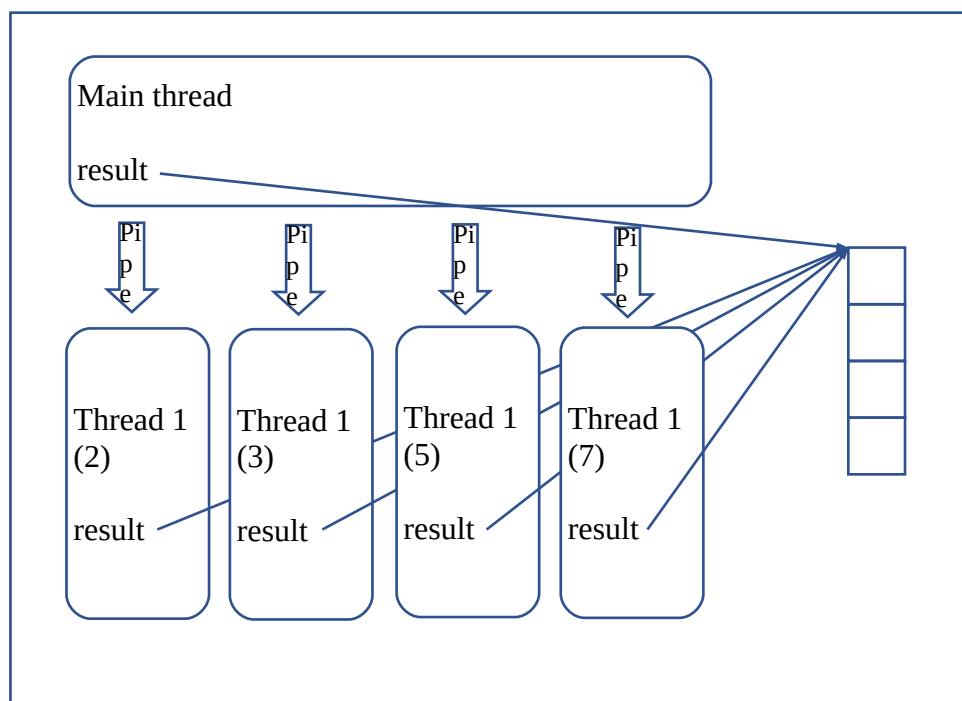 Main thread
result
Pi
p
e
Pi
p
e
Pi
p
e
Pi
p
e
Thread 1
(2)
result
Thread 1
(3)
result
Thread 1
(5)
result
Thread 1
(7)
result